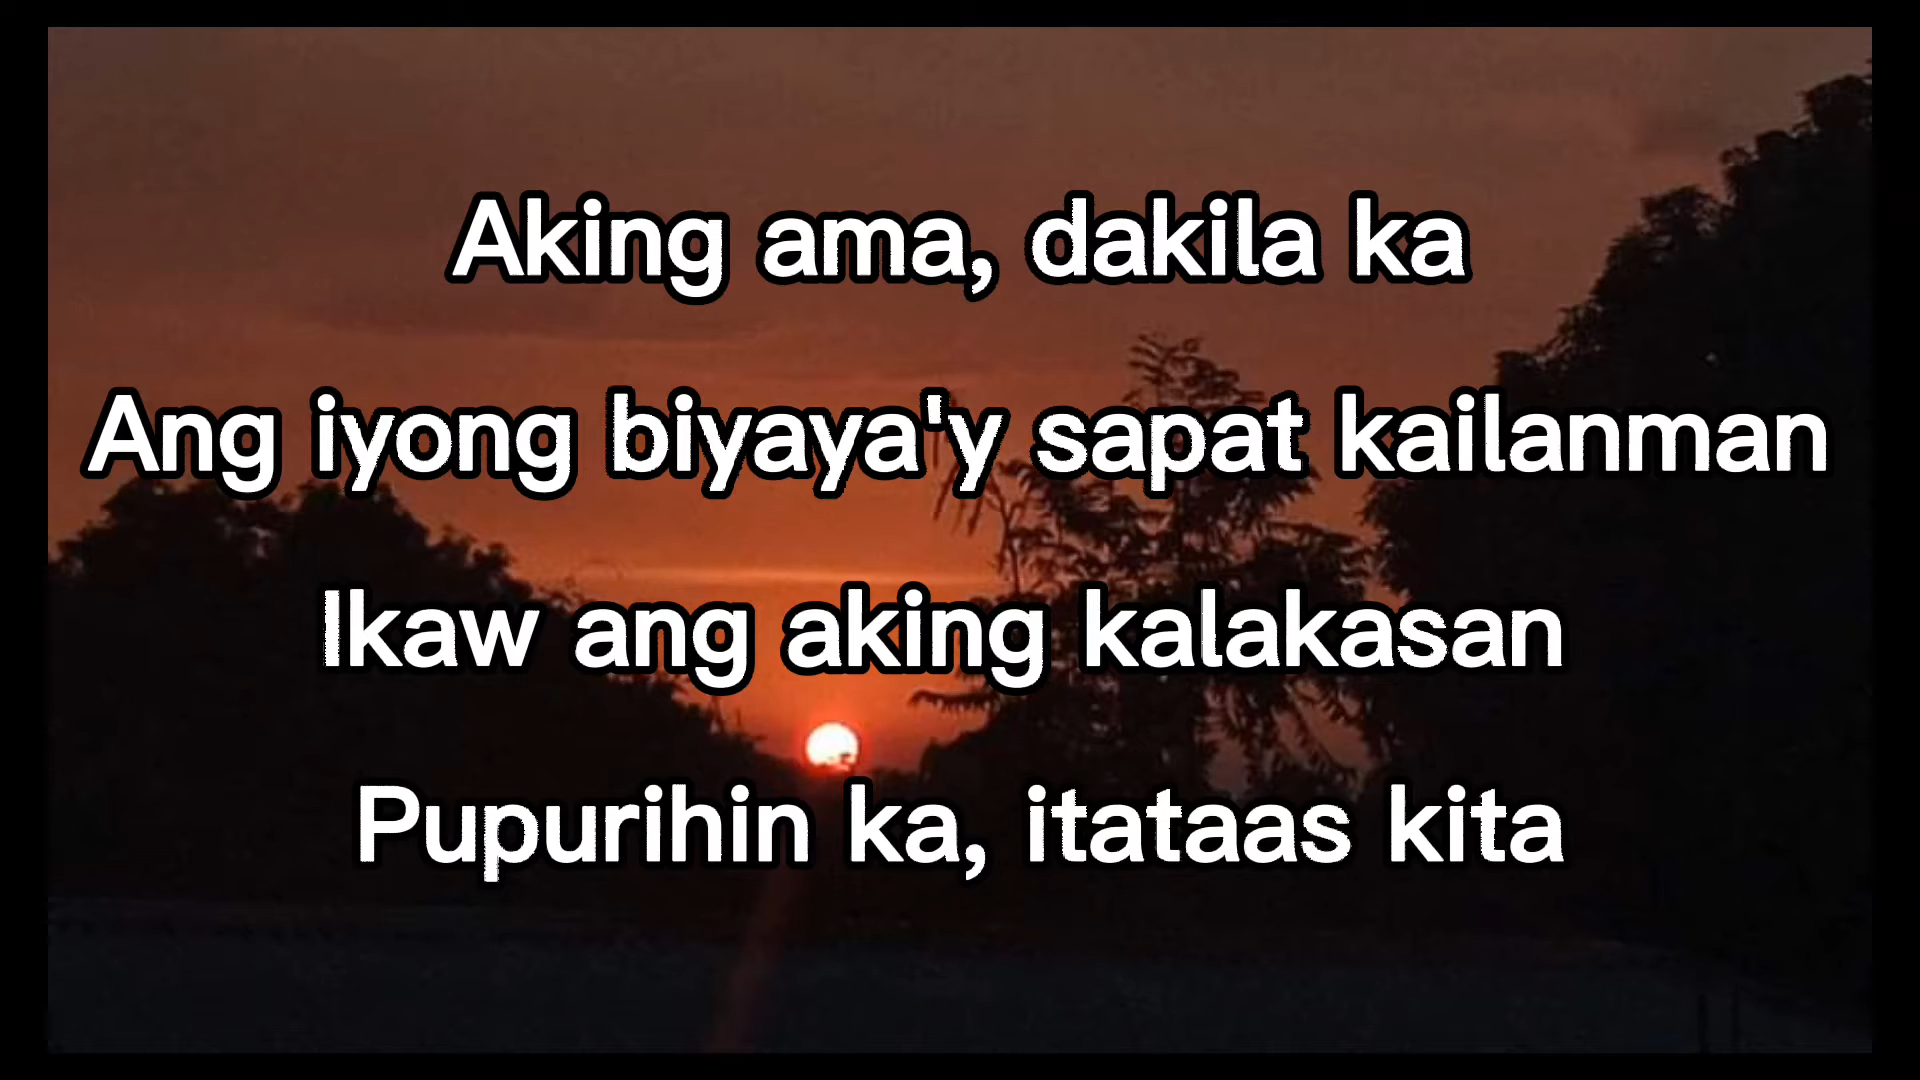 Aking ama, dakila ka
Ang iyong biyaya'y sapat kailanman
Ikaw ang aking kalakasan
Pupurihin ka, itataas kita